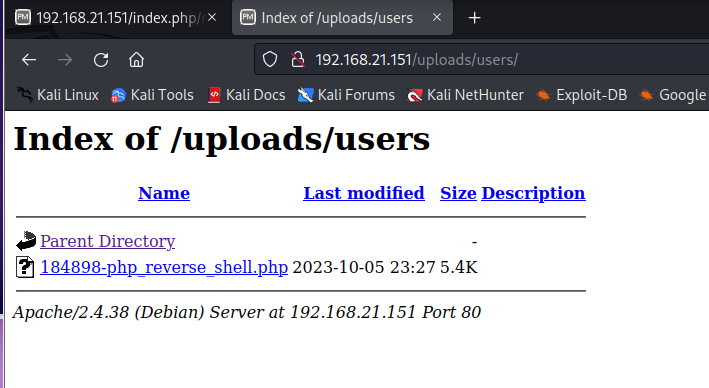 192.168.21.151/index.php/
Index of /uploads/users
192.168.21.151/uploads/users/
Kali Linux Kali Tools Kali Docs Kali Forums Kali NetHunter Exploit-DB Google
Index of /uploads/users
Name Last modified Size Description
Parent Directory -
184898-php_reverse_shell.php 2023-10-05 23:27 5.4K
Apache/2.4.38 (Debian) Server at 192.168.21.151 Port 80